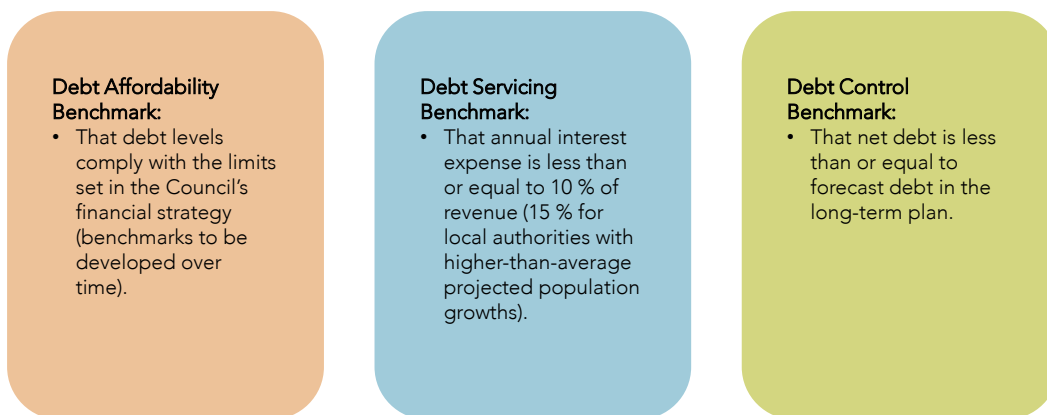 Debt Affordability
Benchmark:
• That debt levels
comply with the limits
set in the Council's
financial strategy
(benchmarks to be
developed over
time).
Debt Servicing
Benchmark:
• That annual interest
expense is less than
or equal to 10 % of
revenue (15 % for
local authorities with
higher-than-average
projected population
growths).
Debt Control
Benchmark:
• That net debt is less
than or equal to
forecast debt in the
long-term plan.